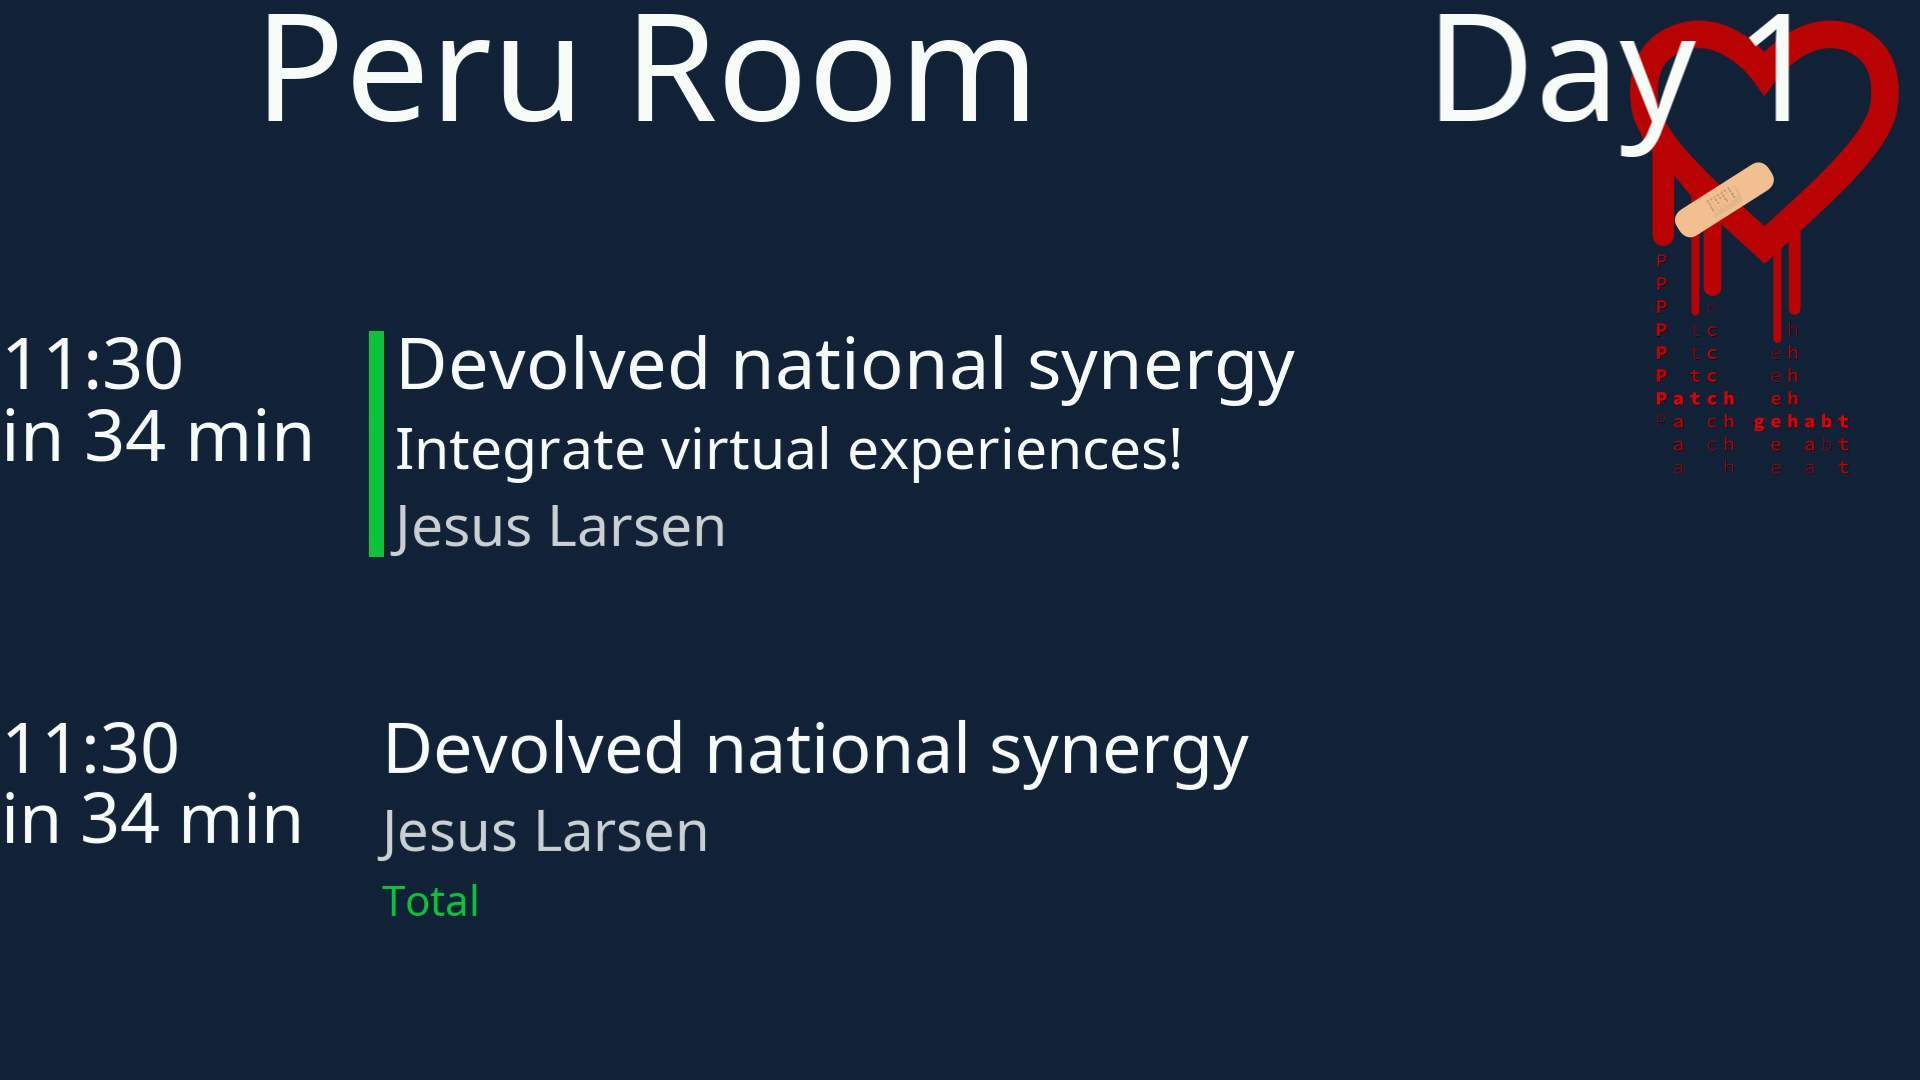 Peru Room
Day 1
11:30
in 34 min
Devolved national synergy
Integrate virtual experiences!
Jesus Larsen
11:30
in 34 min
Devolved national synergy
Jesus Larsen
Total
P
P
P
P t c h
P t c e h
P t c e h
Patch e h
P a c h gehabt
a c h e a b t
a h e a t